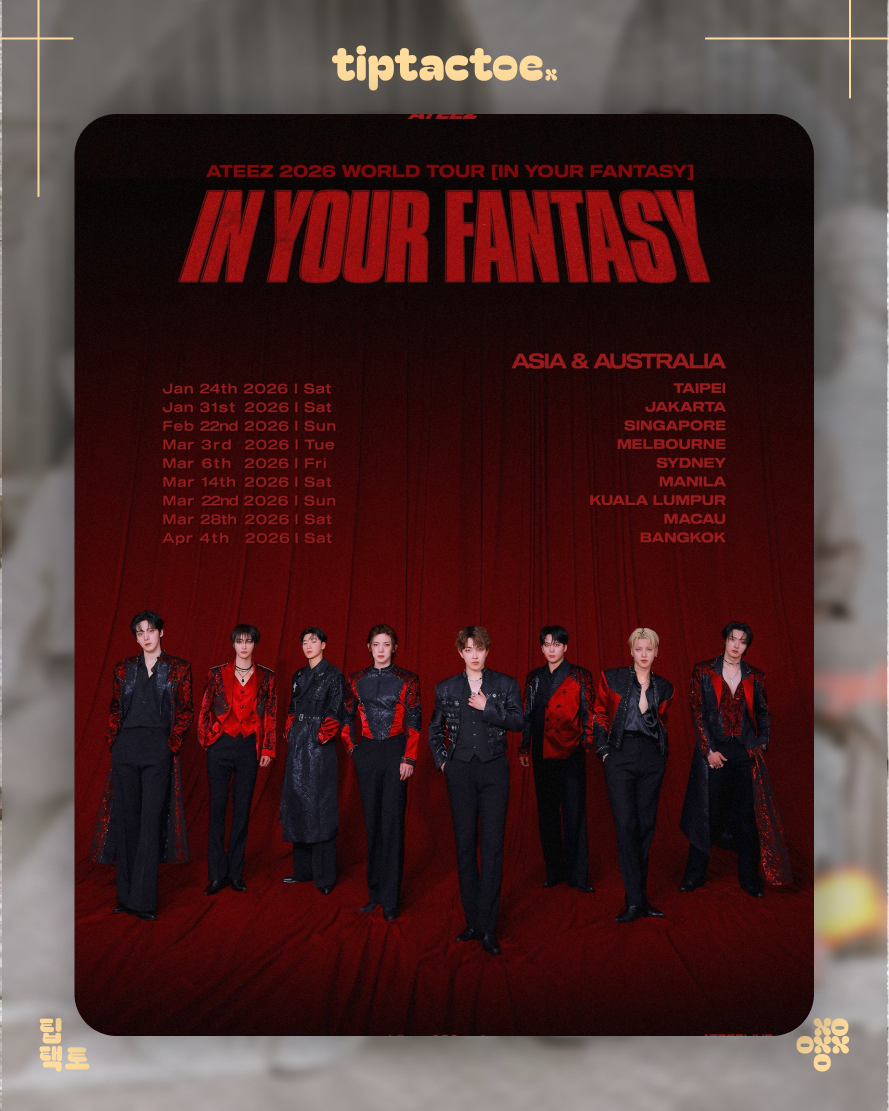 tiptactoe.x
ATEEZ
ATEEZ 2026 WORLD TOUR [IN YOUR FANTASY]
IN YOUR FANTASY
ASIA & AUSTRALIA
Jan 24th 2026 | Sat TAIPEI
Jan 31st 2026 | Sat JAKARTA
Feb 22nd 2026 | Sun SINGAPORE
Mar 3rd 2026 | Tue MELBOURNE
Mar 6th 2026 | Fri SYDNEY
Mar 14th 2026 | Sat MANILA
Mar 22nd 2026 | Sun KUALA LUMPUR
Mar 28th 2026 | Sat MACAU
Apr 4th 2026 | Sat BANGKOK
팁
택토
XO
OXX
O